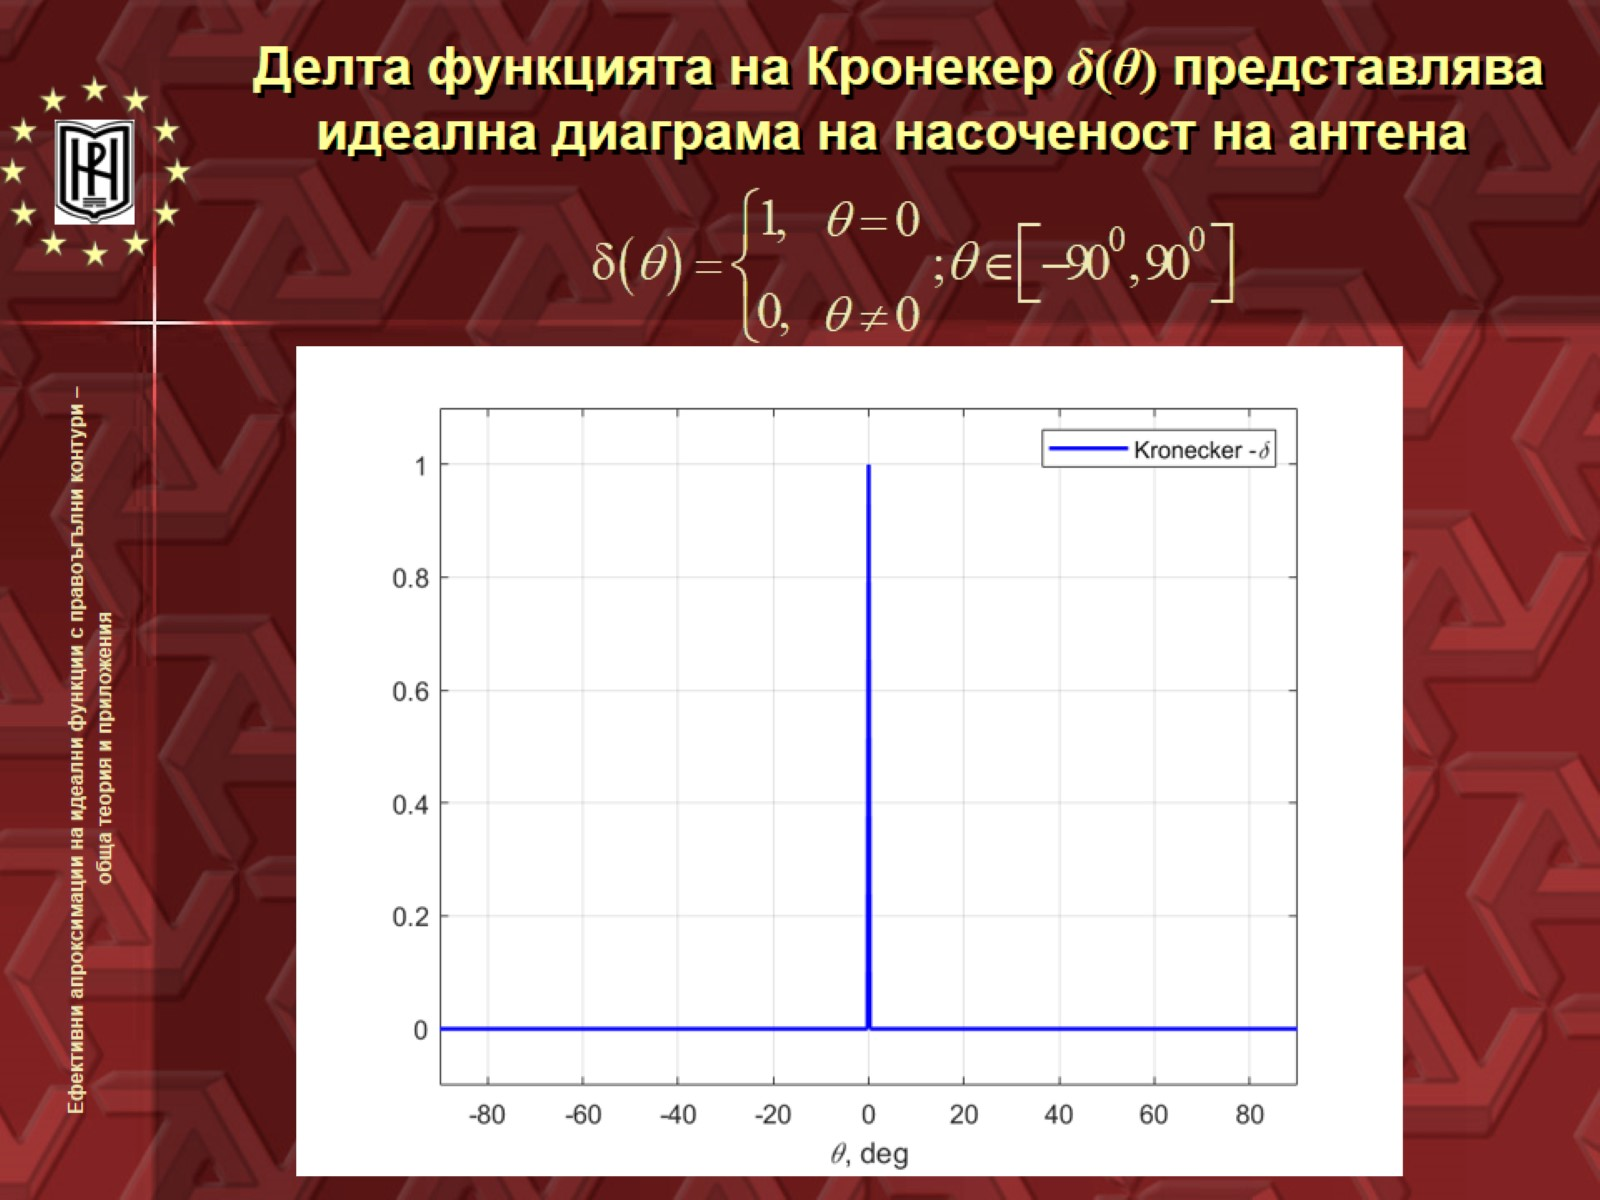 Делта функцията на Кронекер δ(θ) представлява
идеална диаграма на насоченост на антена
δ(θ) = {1, θ = 0; 0, θ ≠ 0 ; θ ∈ [−90⁰, 90⁰]
Ефективни апроксимации на идеални функции с правоъгълни контури –
обща теория и приложения
Kronecker -δ
1
0.8
0.6
0.4
0.2
0
-80 -60 -40 -20 0 20 40 60 80
θ, deg